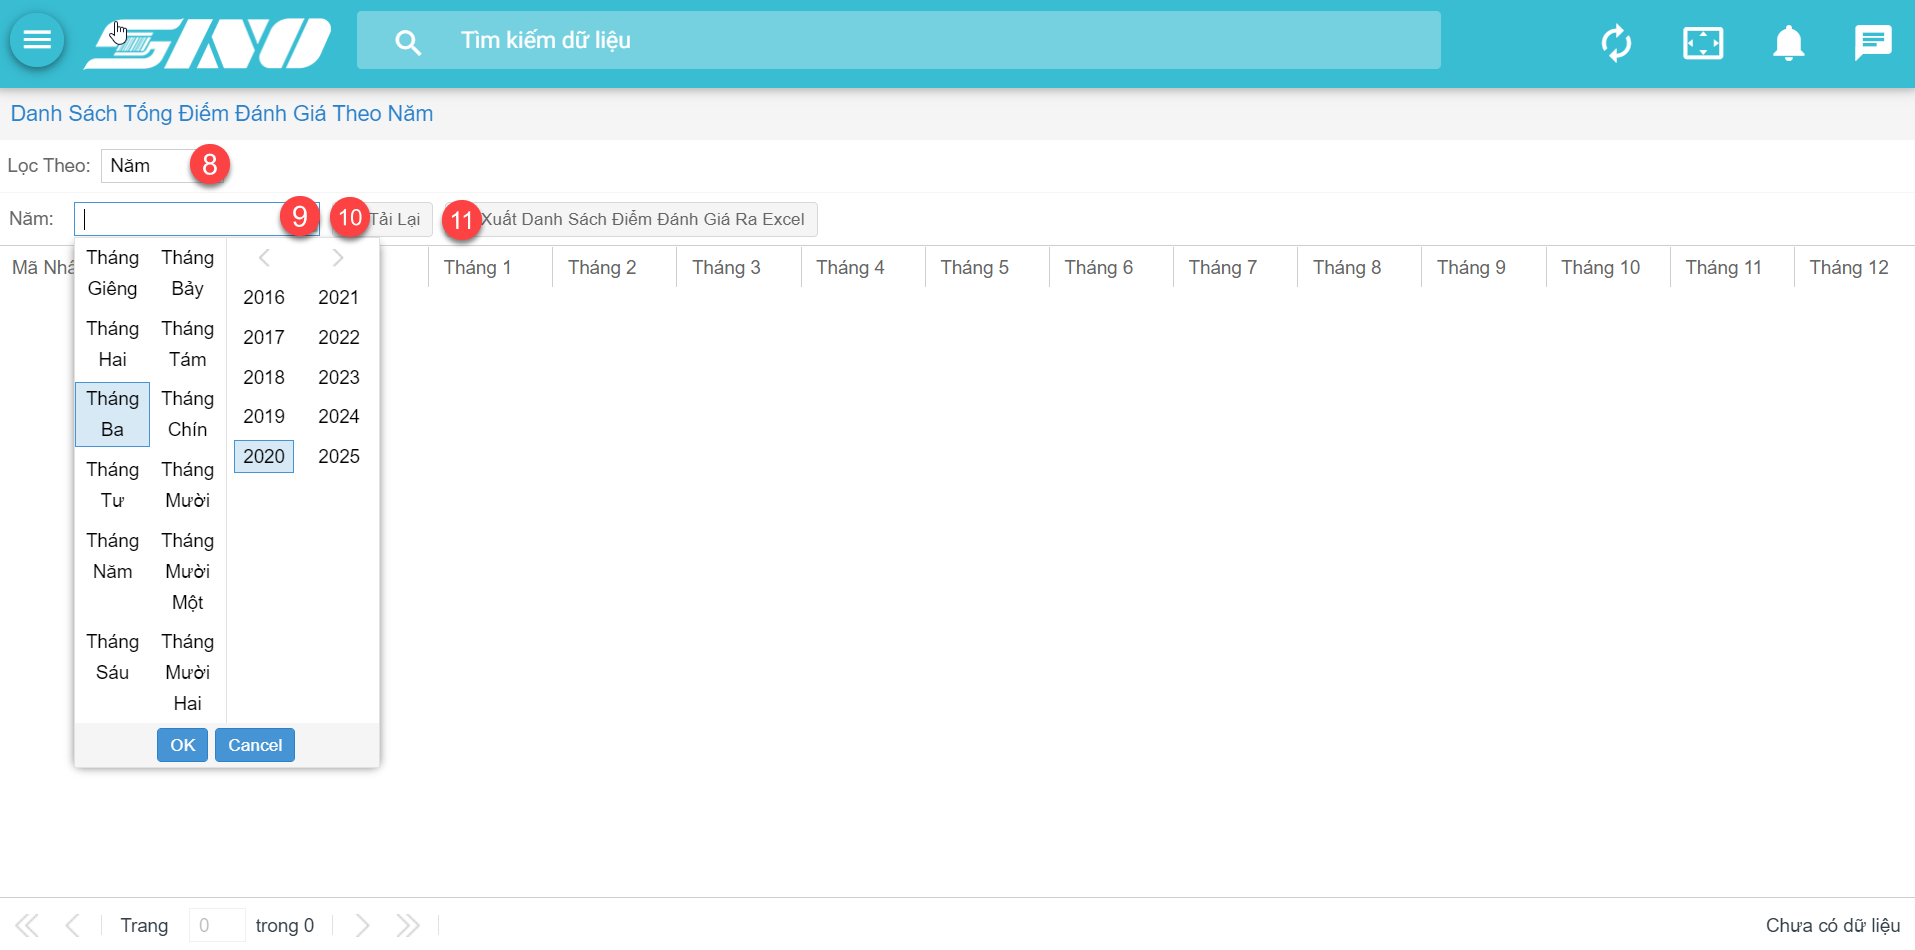 SINO
Tìm kiếm dữ liệu
Danh Sách Tổng Điểm Đánh Giá Theo Năm
Lọc Theo: Năm 8
Năm: 9 10 Tải Lại 11 Xuất Danh Sách Điểm Đánh Giá Ra Excel
Mã Nhâ Tháng 1 Tháng 2 Tháng 3 Tháng 4 Tháng 5 Tháng 6 Tháng 7 Tháng 8 Tháng 9 Tháng 10 Tháng 11 Tháng 12
Tháng Giêng
Tháng Bảy
Tháng Hai
Tháng Tám
Tháng Ba
Tháng Chín
Tháng Tư
Tháng Mười
Tháng Năm
Tháng Mười Một
Tháng Sáu
Tháng Mười Hai
2016 2021
2017 2022
2018 2023
2019 2024
2020 2025
OK Cancel
Trang 0 trong 0
Chưa có dữ liệu